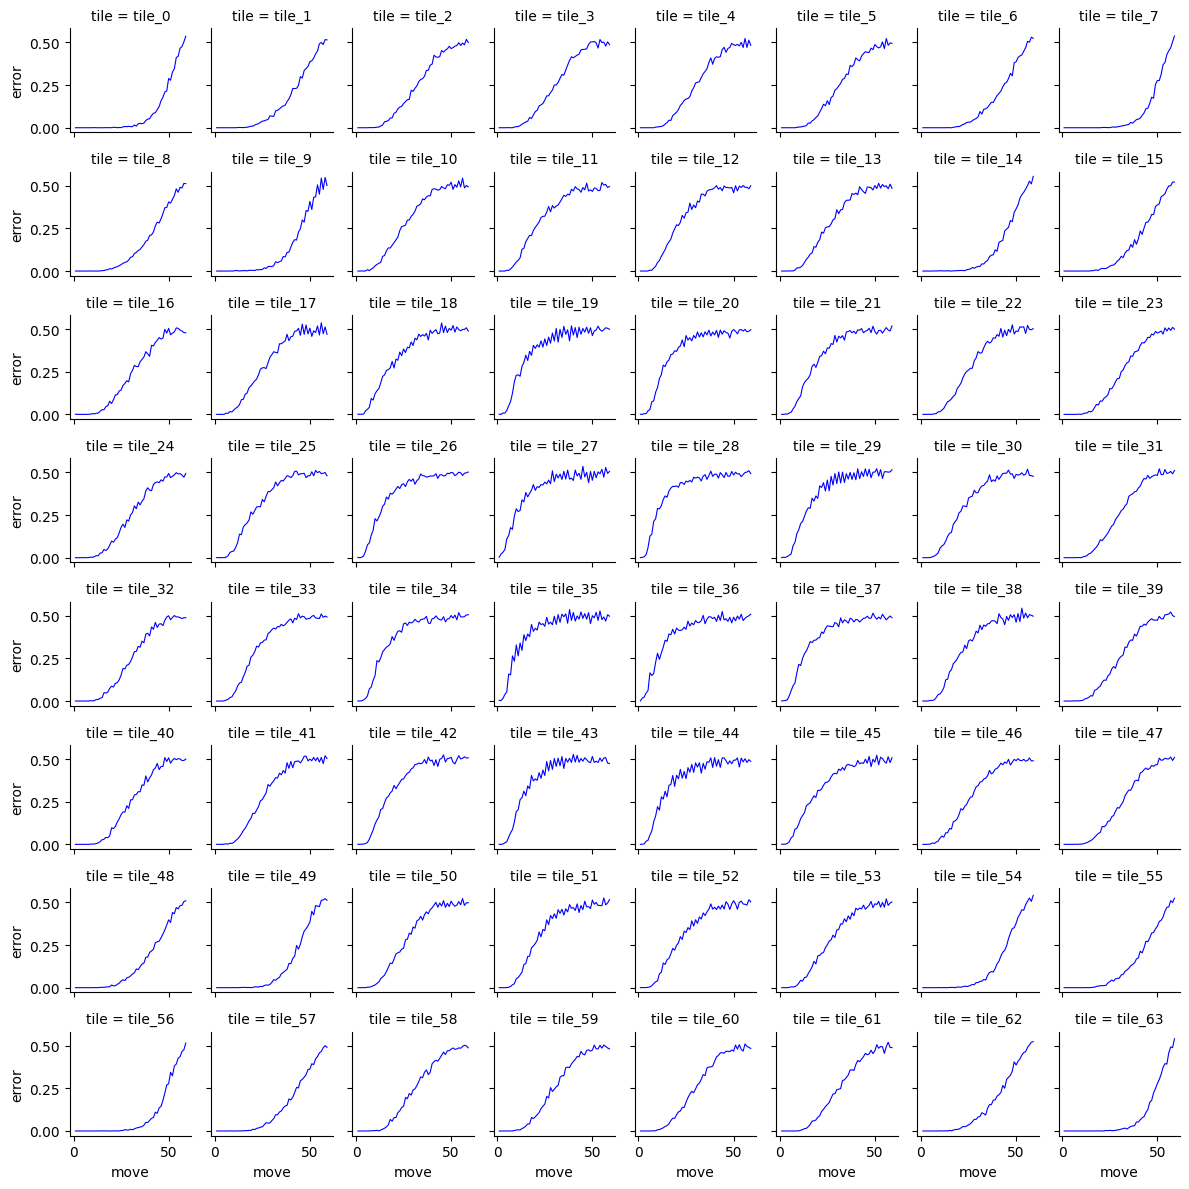 tile = tile_0 tile = tile_1 tile = tile_2 tile = tile_3 tile = tile_4 tile = tile_5 tile = tile_6 tile = tile_7
0.50
error
0.25
0.00
tile = tile_8 tile = tile_9 tile = tile_10 tile = tile_11 tile = tile_12 tile = tile_13 tile = tile_14 tile = tile_15
0.50
error
0.25
0.00
tile = tile_16 tile = tile_17 tile = tile_18 tile = tile_19 tile = tile_20 tile = tile_21 tile = tile_22 tile = tile_23
0.50
error
0.25
0.00
tile = tile_24 tile = tile_25 tile = tile_26 tile = tile_27 tile = tile_28 tile = tile_29 tile = tile_30 tile = tile_31
0.50
error
0.25
0.00
tile = tile_32 tile = tile_33 tile = tile_34 tile = tile_35 tile = tile_36 tile = tile_37 tile = tile_38 tile = tile_39
0.50
error
0.25
0.00
tile = tile_40 tile = tile_41 tile = tile_42 tile = tile_43 tile = tile_44 tile = tile_45 tile = tile_46 tile = tile_47
0.50
error
0.25
0.00
tile = tile_48 tile = tile_49 tile = tile_50 tile = tile_51 tile = tile_52 tile = tile_53 tile = tile_54 tile = tile_55
0.50
error
0.25
0.00
tile = tile_56 tile = tile_57 tile = tile_58 tile = tile_59 tile = tile_60 tile = tile_61 tile = tile_62 tile = tile_63
0.50
error
0.25
0.00
0 50 0 50 0 50 0 50 0 50 0 50 0 50 0 50
move move move move move move move move